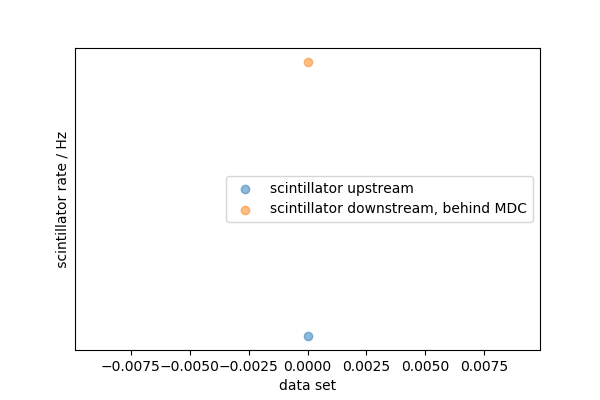 scintillator rate / Hz
scintillator upstream
scintillator downstream, behind MDC
−0.0075 −0.0050 −0.0025 0.0000 0.0025 0.0050 0.0075
data set